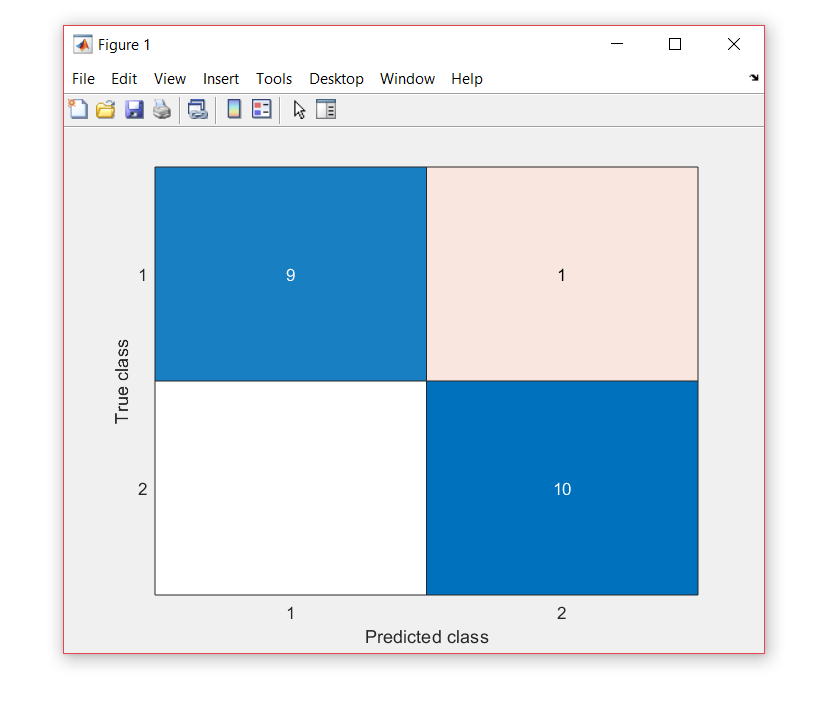 Figure 1
File Edit View Insert Tools Desktop Window Help
9 1
1
True class
2
10
1 2
Predicted class